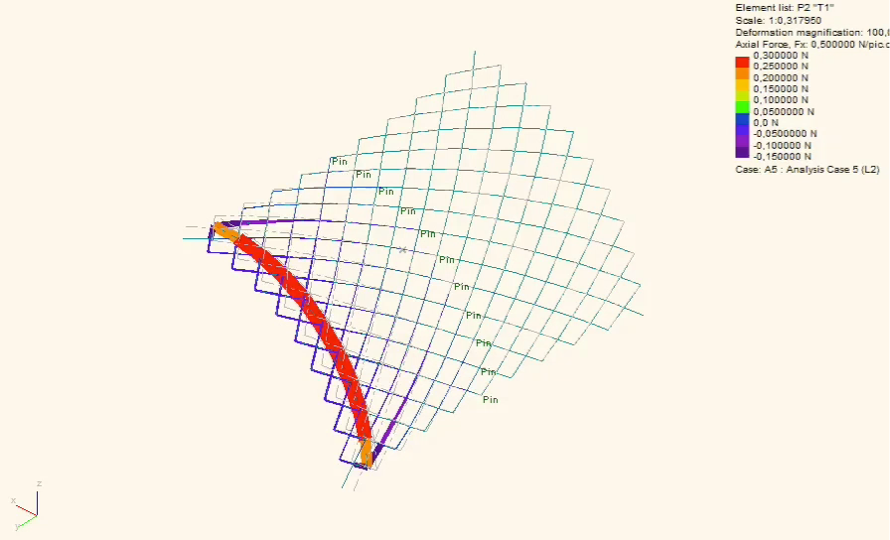 Element list: P2 "T1"
Scale: 1:0,317950
Deformation magnification: 100,0
Axial Force, Fx: 0,500000 N/pic.c
0,300000 N
0,250000 N
0,200000 N
0,150000 N
0,100000 N
0,0500000 N
0,0 N
-0,0500000 N
-0,100000 N
-0,150000 N
Case: A5 : Analysis Case 5 (L2)
Pin
Pin
Pin
Pin
Pin
Pin
Pin
Pin
Pin
Pin
Pin
z
x
y